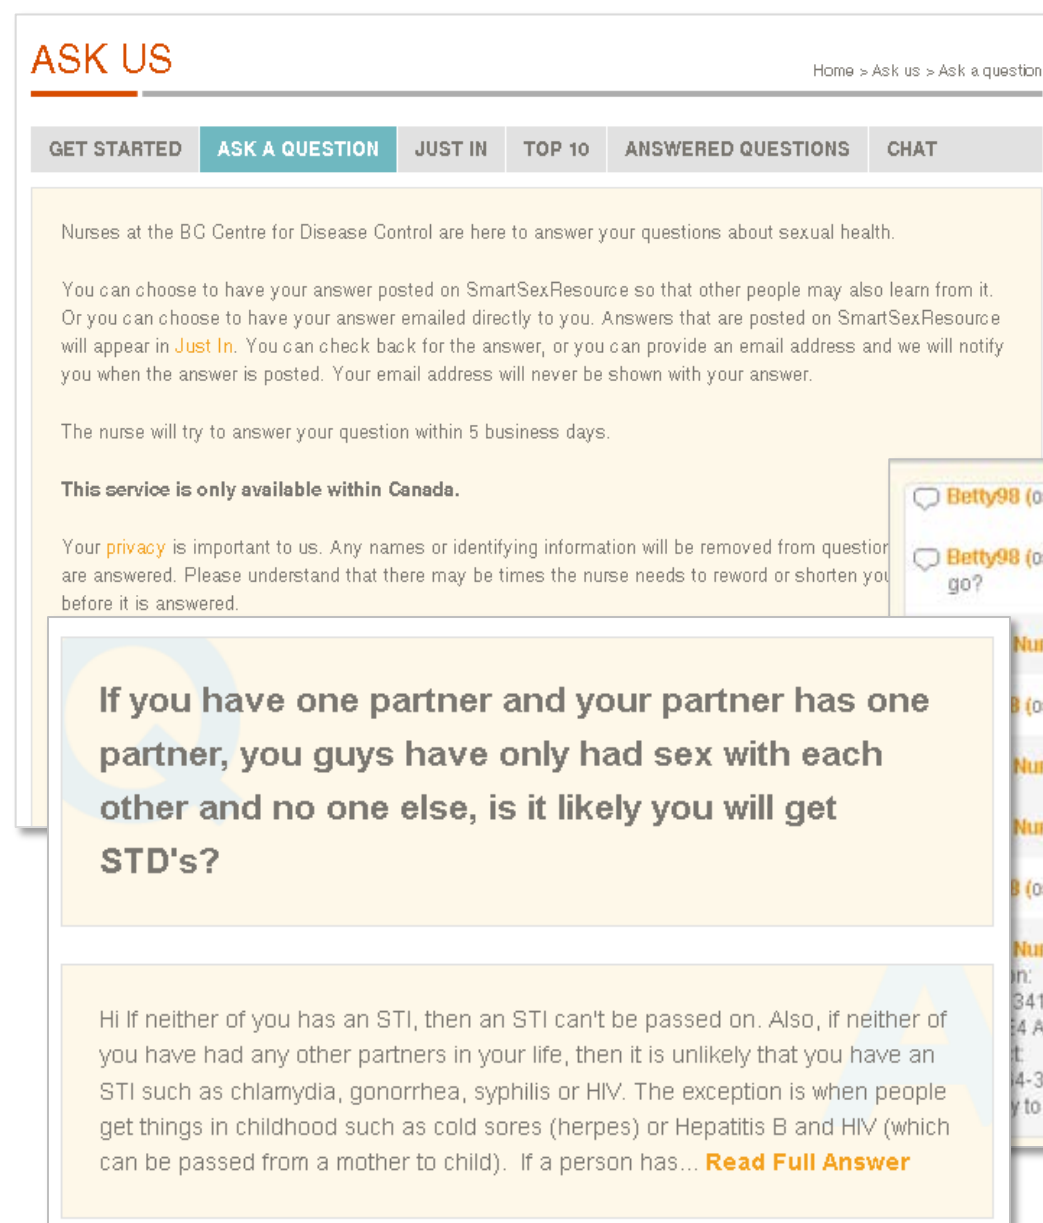 ASK US
Home > Ask us > Ask a question
GET STARTED ASK A QUESTION JUST IN TOP 10 ANSWERED QUESTIONS CHAT
Nurses at the BC Centre for Disease Control are here to answer your questions about sexual health.
You can choose to have your answer posted on SmartSexResource so that other people may also learn from it.
Or you can choose to have your answer emailed directly to you. Answers that are posted on SmartSexResource
will appear in Just In. You can check back for the answer, or you can provide an email address and we will notify
you when the answer is posted. Your email address will never be shown with your answer.
The nurse will try to answer your question within 5 business days.
This service is only available within Canada.
Your privacy is important to us. Any names or identifying information will be removed from
are answered. Please understand that there may be times the nurse needs to reword or shorten
before it is answered.
Betty98
Betty98
go?
Q
If you have one partner and your partner has one
partner, you guys have only had sex with each
other and no one else, is it likely you will get
STD's?
A
Hi If neither of you has an STI, then an STI can't be passed on. Also, if neither of
you have had any other partners in your life, then it is unlikely that you have an
STI such as chlamydia, gonorrhea, syphilis or HIV. The exception is when people
get things in childhood such as cold sores (herpes) or Hepatitis B and HIV (which
can be passed from a mother to child). If a person has... Read Full Answer